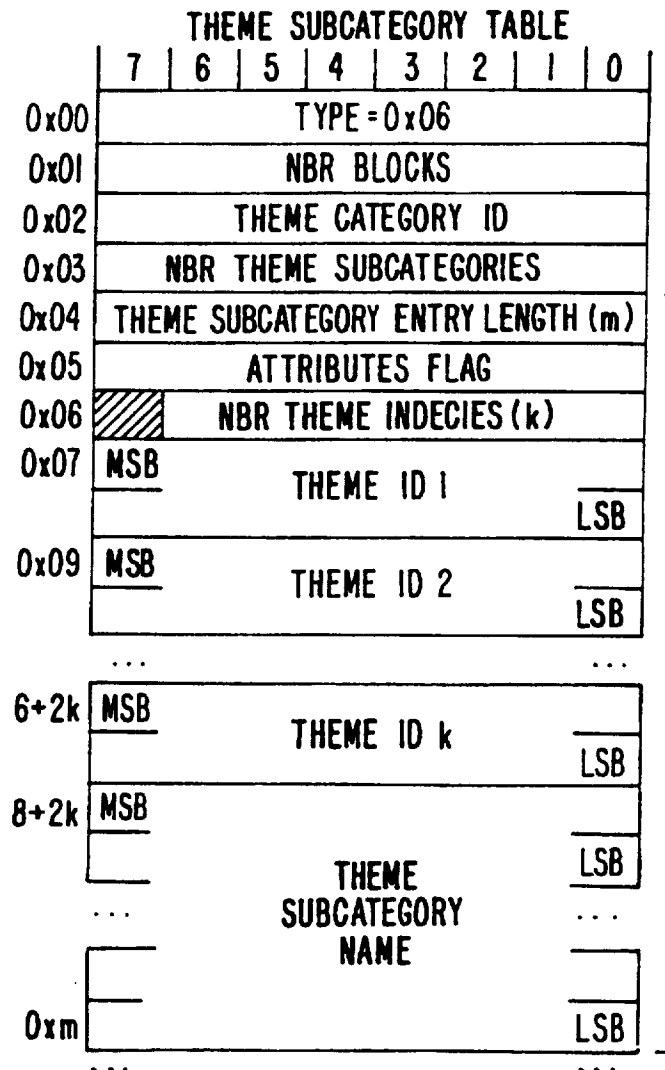 THEME SUBCATEGORY TABLE
7 6 5 4 3 2 1 0
0x00 TYPE=0x06
0x01 NBR BLOCKS
0x02 THEME CATEGORY ID
0x03 NBR THEME SUBCATEGORIES
0x04 THEME SUBCATEGORY ENTRY LENGTH (m)
0x05 ATTRIBUTES FLAG
0x06 NBR THEME INDECIES (k)
0x07 MSB THEME ID 1
LSB
0x09 MSB THEME ID 2
LSB
... ...
6+2k MSB THEME ID k
LSB
8+2k MSB
LSB
THEME
... SUBCATEGORY ...
NAME
0xm LSB
... ...